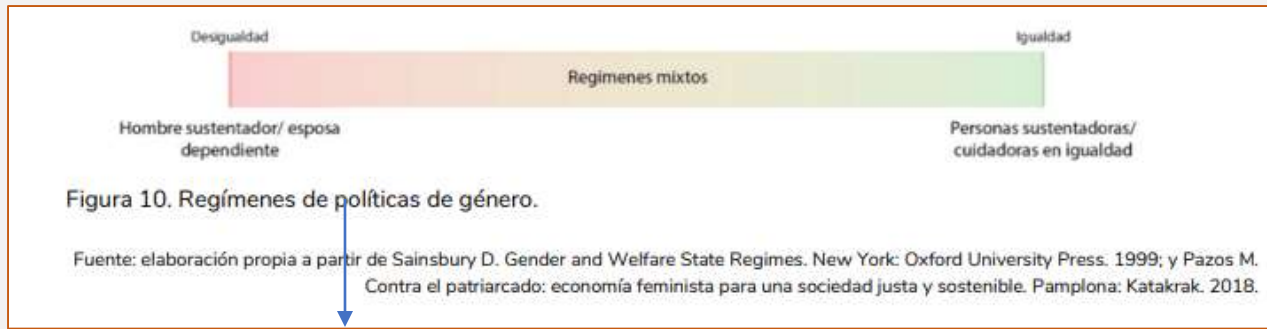 Desigualdad Igualdad
Regimenes mixtos
Hombre sustentador/ esposa dependiente
Personas sustentadoras/ cuidadoras en igualdad
Figura 10. Regímenes de políticas de género.
Fuente: elaboración propia a partir de Sainsbury D. Gender and Welfare State Regimes. New York: Oxford University Press. 1999; y Pazos M.
Contra el patriarcado: economía feminista para una sociedad justa y sostenible. Pamplona: Katakrak. 2018.